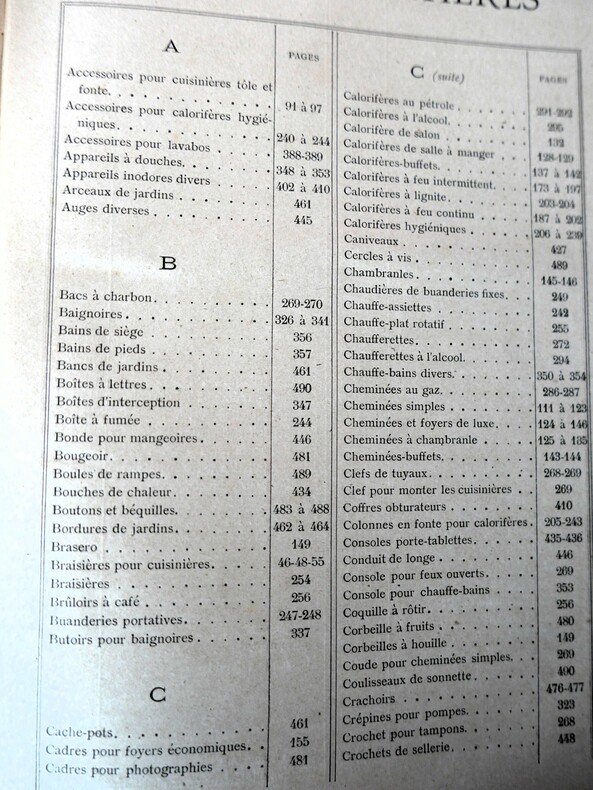 IÈRES
A
PAGES
Accessoires pour cuisinières tôle et
fonte. . . . . . . . . . 91 à 97
Accessoires pour calorifères hygié-
niques. . . . . . . . . . 240 à 244
Accessoires pour lavabos . . . . . 388-389
Appareils à douches. . . . . . . 348 à 353
Appareils inodores divers . . . . . 402 à 410
Arceaux de jardins . . . . . . . 461
Auges diverses . . . . . . . . 445
B
Bacs à charbon. . . . . . . . 269-270
Baignoires. . . . . . . . . . 326 à 341
Bains de siège . . . . . . . . 356
Bains de pieds . . . . . . . . 357
Bancs de jardins . . . . . . . 461
Boîtes à lettres. . . . . . . . 490
Boîtes d'interception . . . . . . 347
Boîte à fumée . . . . . . . . 244
Bonde pour mangeoires. . . . . . 446
Bougeoir. . . . . . . . . . 481
Boules de rampes. . . . . . . . 489
Bouches de chaleur. . . . . . . 434
Boutons et béquilles. . . . . . . 483 à 488
Bordures de jardins. . . . . . . 462 à 464
Brasero . . . . . . . . . . 149
Braisières pour cuisinières. . . . . 46-48-55
Braisières . . . . . . . . . . 254
Brûloirs à café . . . . . . . . 256
Buanderies portatives. . . . . . 247-248
Butoirs pour baignoires . . . . . 337
C
Cache-pots. . . . . . . . . . 461
Cadres pour foyers économiques. . . 155
Cadres pour photographies . . . . 481
C (suite)
PAGES
Calorifères au pétrole . . . . . . 291-292
Calorifères à l'alcool. . . . . . . 295
Calorifère de salon . . . . . . . 132
Calorifères de salle à manger . . . . 128-129
Calorifères-buffets. . . . . . . . 137 à 142
Calorifères à feu intermittent. . . . 173 à 197
Calorifères à lignite. . . . . . . 203-204
Calorifères à feu continu . . . . . 187 à 202
Calorifères hygiéniques . . . . . 206 à 239
Caniveaux . . . . . . . . . . 427
Cercles à vis . . . . . . . . . 489
Chambranles . . . . . . . . . 145-146
Chaudières de buanderies fixes. . . 249
Chauffe-assiettes . . . . . . . 242
Chauffe-plat rotatif . . . . . . . 255
Chaufferettes. . . . . . . . . 272
Chaufferettes à l'alcool. . . . . . 294
Chauffe-bains divers. . . . . . . 350 à 354
Cheminées au gaz. . . . . . . . 286-287
Cheminées simples . . . . . . . 111 à 123
Cheminées et foyers de luxe. . . . 124 à 146
Cheminées à chambranle . . . . . 125 à 135
Cheminées-buffets. . . . . . . . 143-144
Clefs de tuyaux. . . . . . . . 268-269
Clef pour monter les cuisinières . . . 269
Coffres obturateurs . . . . . . . 410
Colonnes en fonte pour calorifères. . 205-243
Consoles porte-tablettes. . . . . . 435-436
Conduit de longe . . . . . . . 446
Console pour feux ouverts. . . . . 269
Console pour chauffe-bains . . . . 353
Coquille à rôtir. . . . . . . . 256
Corbeille à fruits . . . . . . . 480
Corbeilles à houille . . . . . . . 149
Coude pour cheminées simples. . . 269
Coulisseaux de sonnette. . . . . . 490
Crachoirs . . . . . . . . . . 476-477
Crépines pour pompes. . . . . . 323
Crochet pour tampons. . . . . . 268
Crochets de sellerie. . . . . . . 448